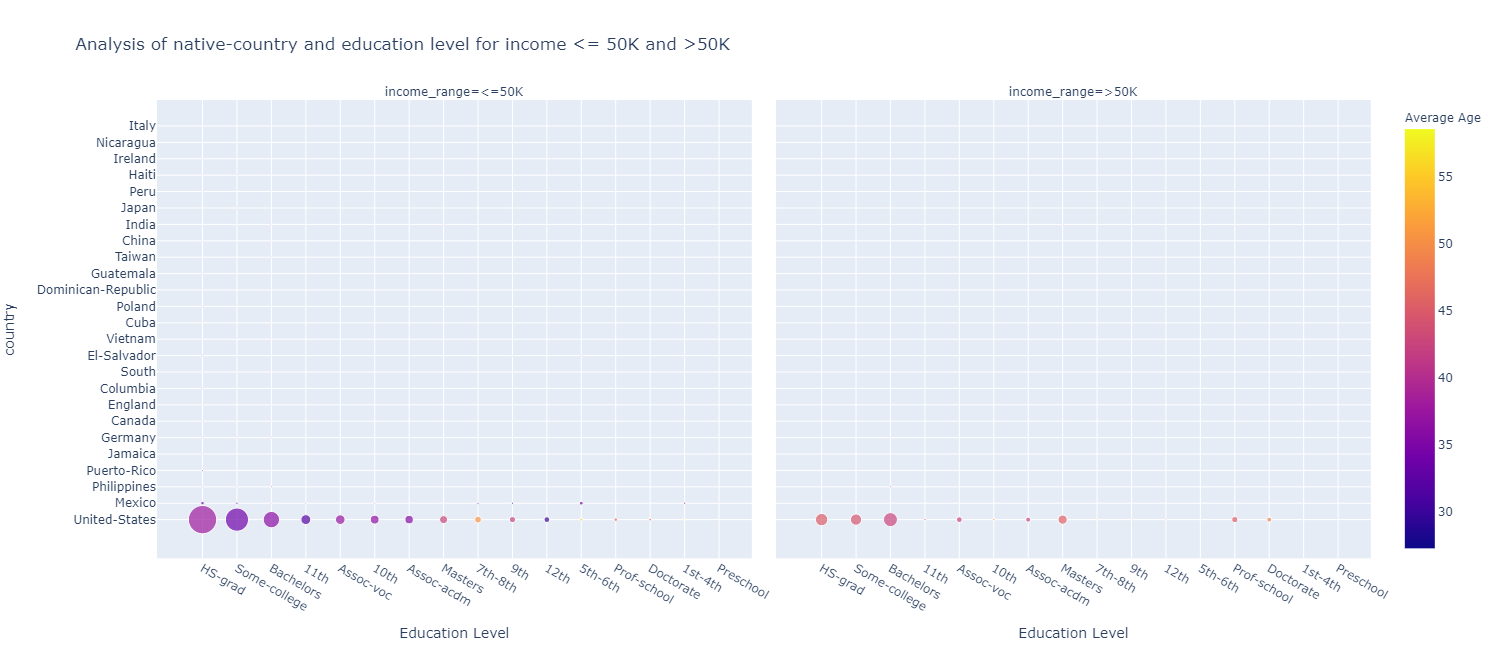 Analysis of native-country and education level for income <= 50K and >50K
income_range=<=50K
income_range=>50K
Average Age
country
Italy
Nicaragua
Ireland
Haiti
Peru
Japan
India
China
Taiwan
Guatemala
Dominican-Republic
Poland
Cuba
Vietnam
El-Salvador
South
Columbia
England
Canada
Germany
Jamaica
Puerto-Rico
Philippines
Mexico
United-States
55
50
45
40
35
30
HS-grad
Some-college
Bachelors
11th
Assoc-voc
10th
Assoc-acdm
Masters
7th-8th
9th
12th
5th-6th
Prof-school
Doctorate
1st-4th
Preschool
HS-grad
Some-college
Bachelors
11th
Assoc-voc
10th
Assoc-acdm
Masters
7th-8th
9th
12th
5th-6th
Prof-school
Doctorate
1st-4th
Preschool
Education Level
Education Level